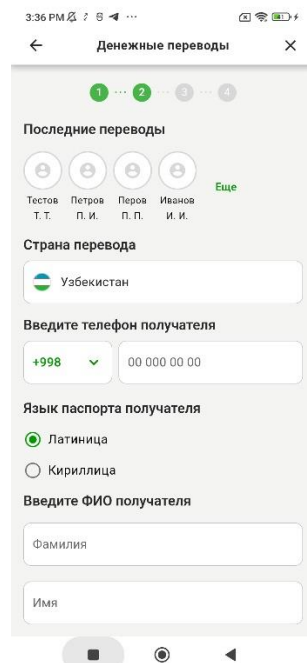 3:36 PM
Денежные переводы
1 ... 2 ... 3 ... 4
Последние переводы
Тестов Т. Т.
Петров П. И.
Перов П. П.
Иванов И. И.
Еще
Страна перевода
Узбекистан
Введите телефон получателя
+998
00 000 00 00
Язык паспорта получателя
Латиница
Кириллица
Введите ФИО получателя
Фамилия
Имя